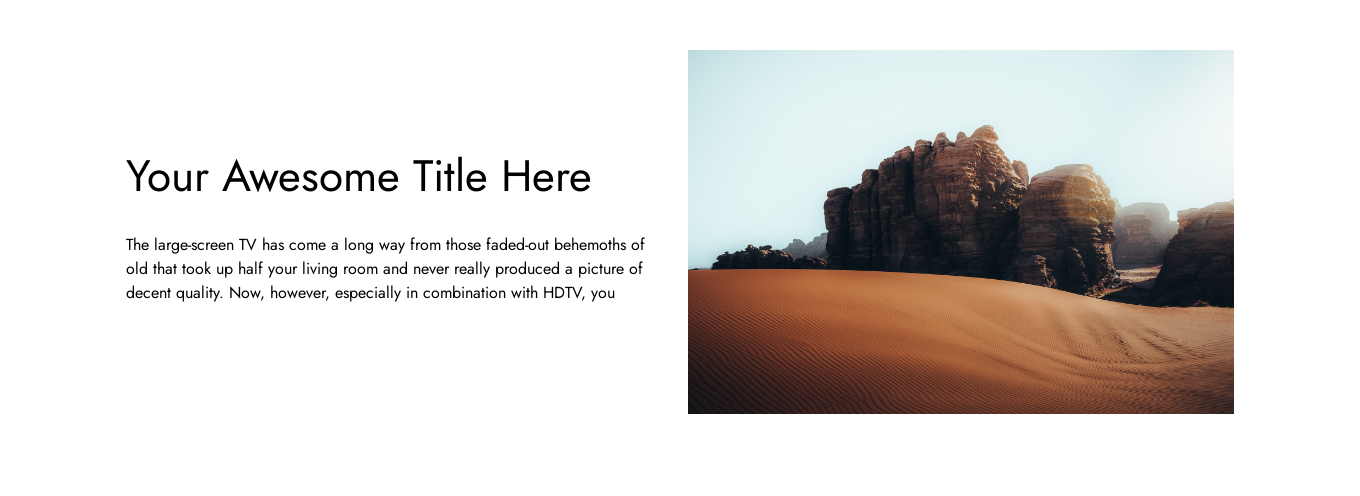 Your Awesome Title Here
The large-screen TV has come a long way from those faded-out behemoths of
old that took up half your living room and never really produced a picture of
decent quality. Now, however, especially in combination with HDTV, you